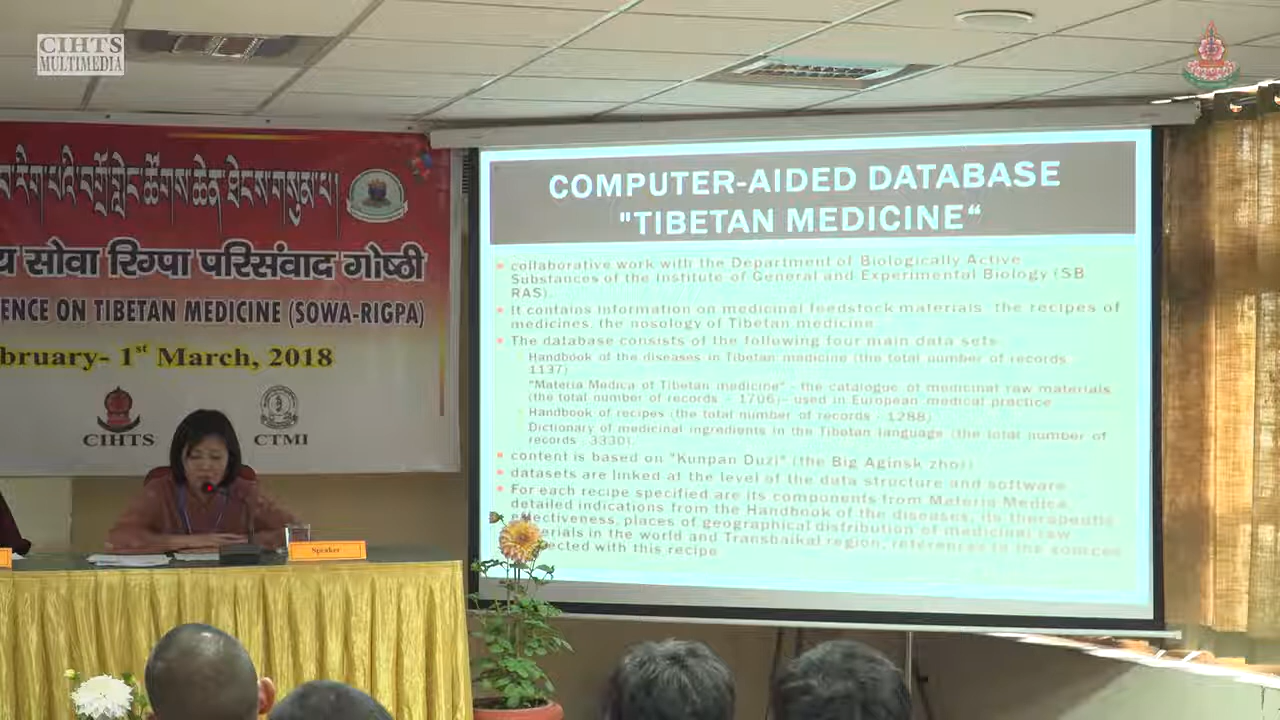 CIHTS
MULTIMEDIA
य सोवा रिग्पा परिसंवाद गोष्ठी
ENCE ON TIBETAN MEDICINE (SOWA-RIGPA)
bruary- 1st March, 2018
CIHTS
CTMI
Speaker
COMPUTER-AIDED DATABASE
"TIBETAN MEDICINE“
collaborative work with the Department of Biologically Active
Substances of the Institute of General and Experimental Biology (SB
RAS).
It contains information on medicinal feedstock materials, the recipes of
medicines, the nosology of Tibetan medicine.
The database consists of the following four main data sets
Handbook of the diseases in Tibetan medicine (the total number of records -
1137)
"Materia Medica of Tibetan medicine" - the catalogue of medicinal raw materials
(the total number of records - 1706)- used in European medical practice
Handbook of recipes (the total number of records - 1288)
Dictionary of medicinal ingredients in the Tibetan language (the total number of
records - 3330).
content is based on "Kunpan Duzi" (the Big Aginsk zhor)
datasets are linked at the level of the data structure and software
For each recipe specified are its components from Materia Medica,
detailed indications from the Handbook of the diseases, its therapeutic
effectiveness, places of geographical distribution of medicinal raw
erials in the world and Transbaikal region, references to the sources
ected with this recipe